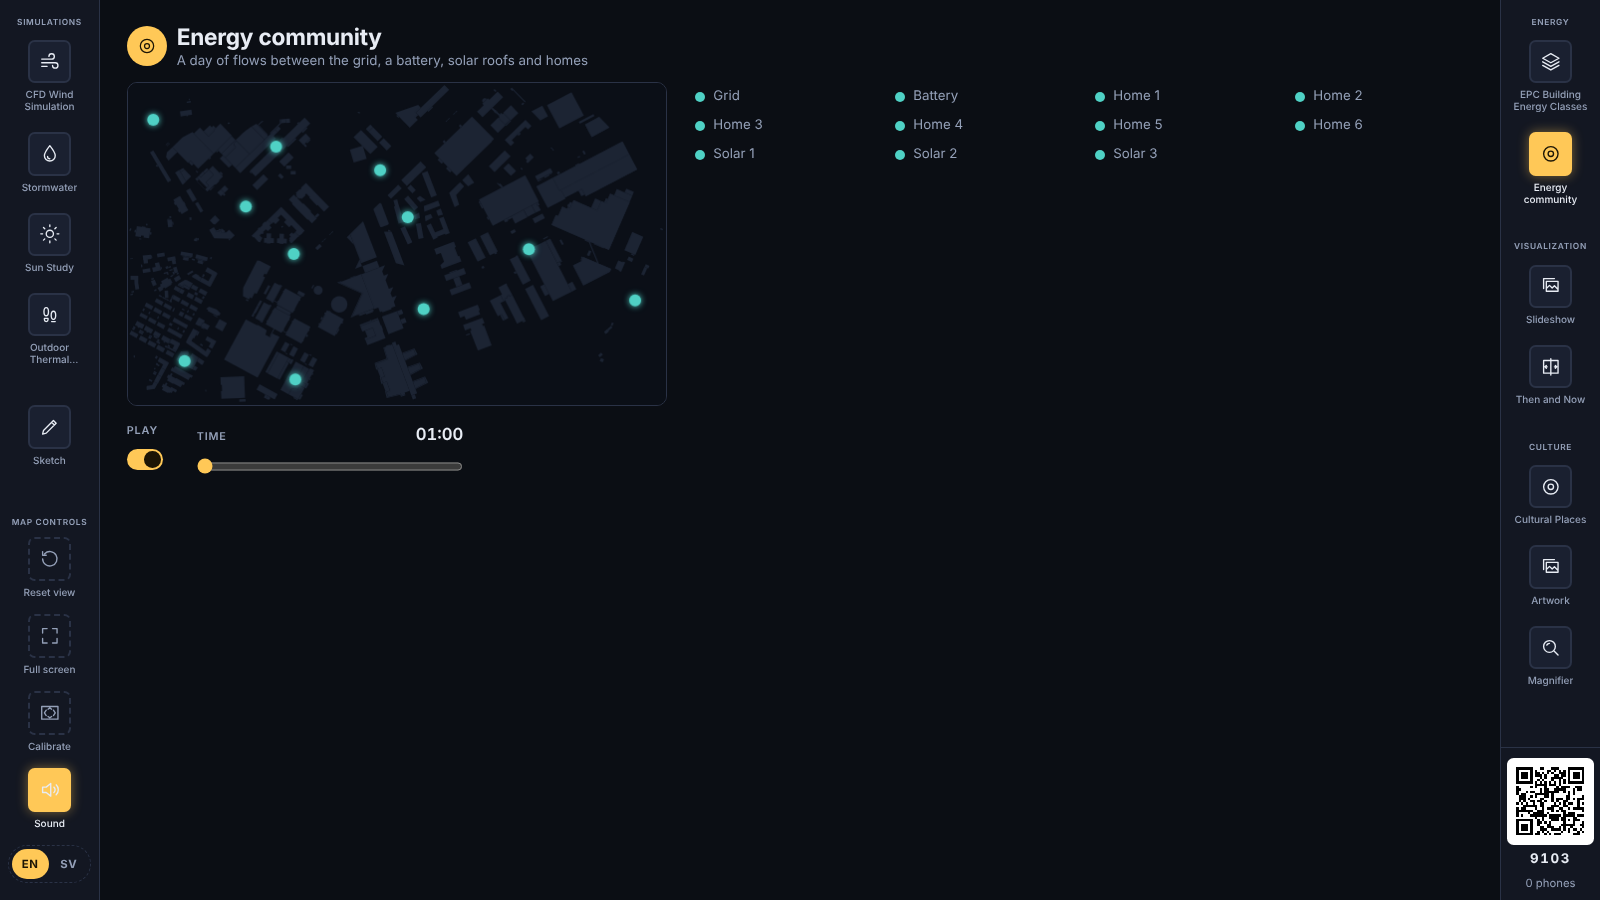 SIMULATIONS
CFD Wind
Simulation
Stormwater
Sun Study
Outdoor
Thermal...
Sketch
MAP CONTROLS
Reset view
Full screen
Calibrate
Sound
EN SV
Energy community
A day of flows between the grid, a battery, solar roofs and homes
Grid Battery Home 1 Home 2
Home 3 Home 4 Home 5 Home 6
Solar 1 Solar 2 Solar 3
PLAY
TIME 01:00
ENERGY
EPC Building
Energy Classes
Energy
community
VISUALIZATION
Slideshow
Then and Now
CULTURE
Cultural Places
Artwork
Magnifier
9103
0 phones